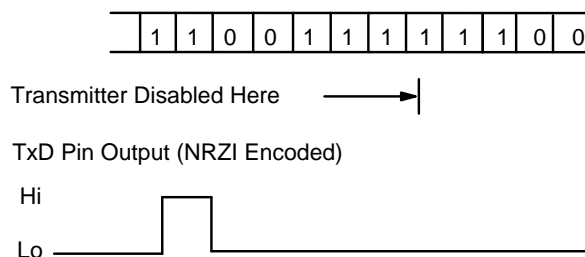 1 1 0 0 1 1 1 1 1 1 0 0
Transmitter Disabled Here
TxD Pin Output (NRZI Encoded)
Hi
Lo